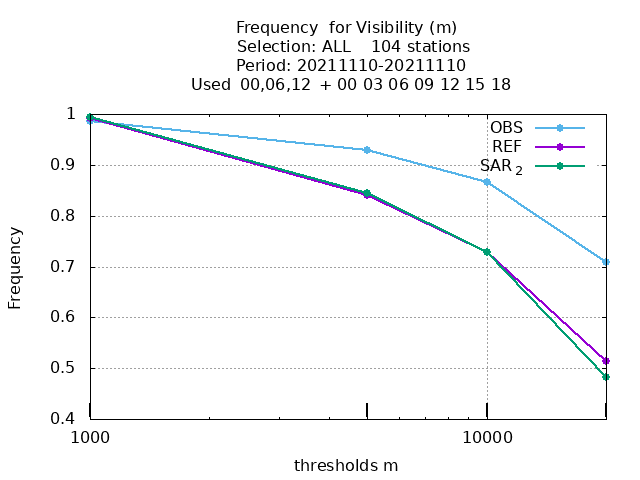 Frequency for Visibility (m)
Selection: ALL 104 stations
Period: 20211110-20211110
Used 00,06,12 + 00 03 06 09 12 15 18
OBS
REF
SAR 2
1
0.9
0.8
0.7
0.6
0.5
0.4
Frequency
1000
10000
thresholds m